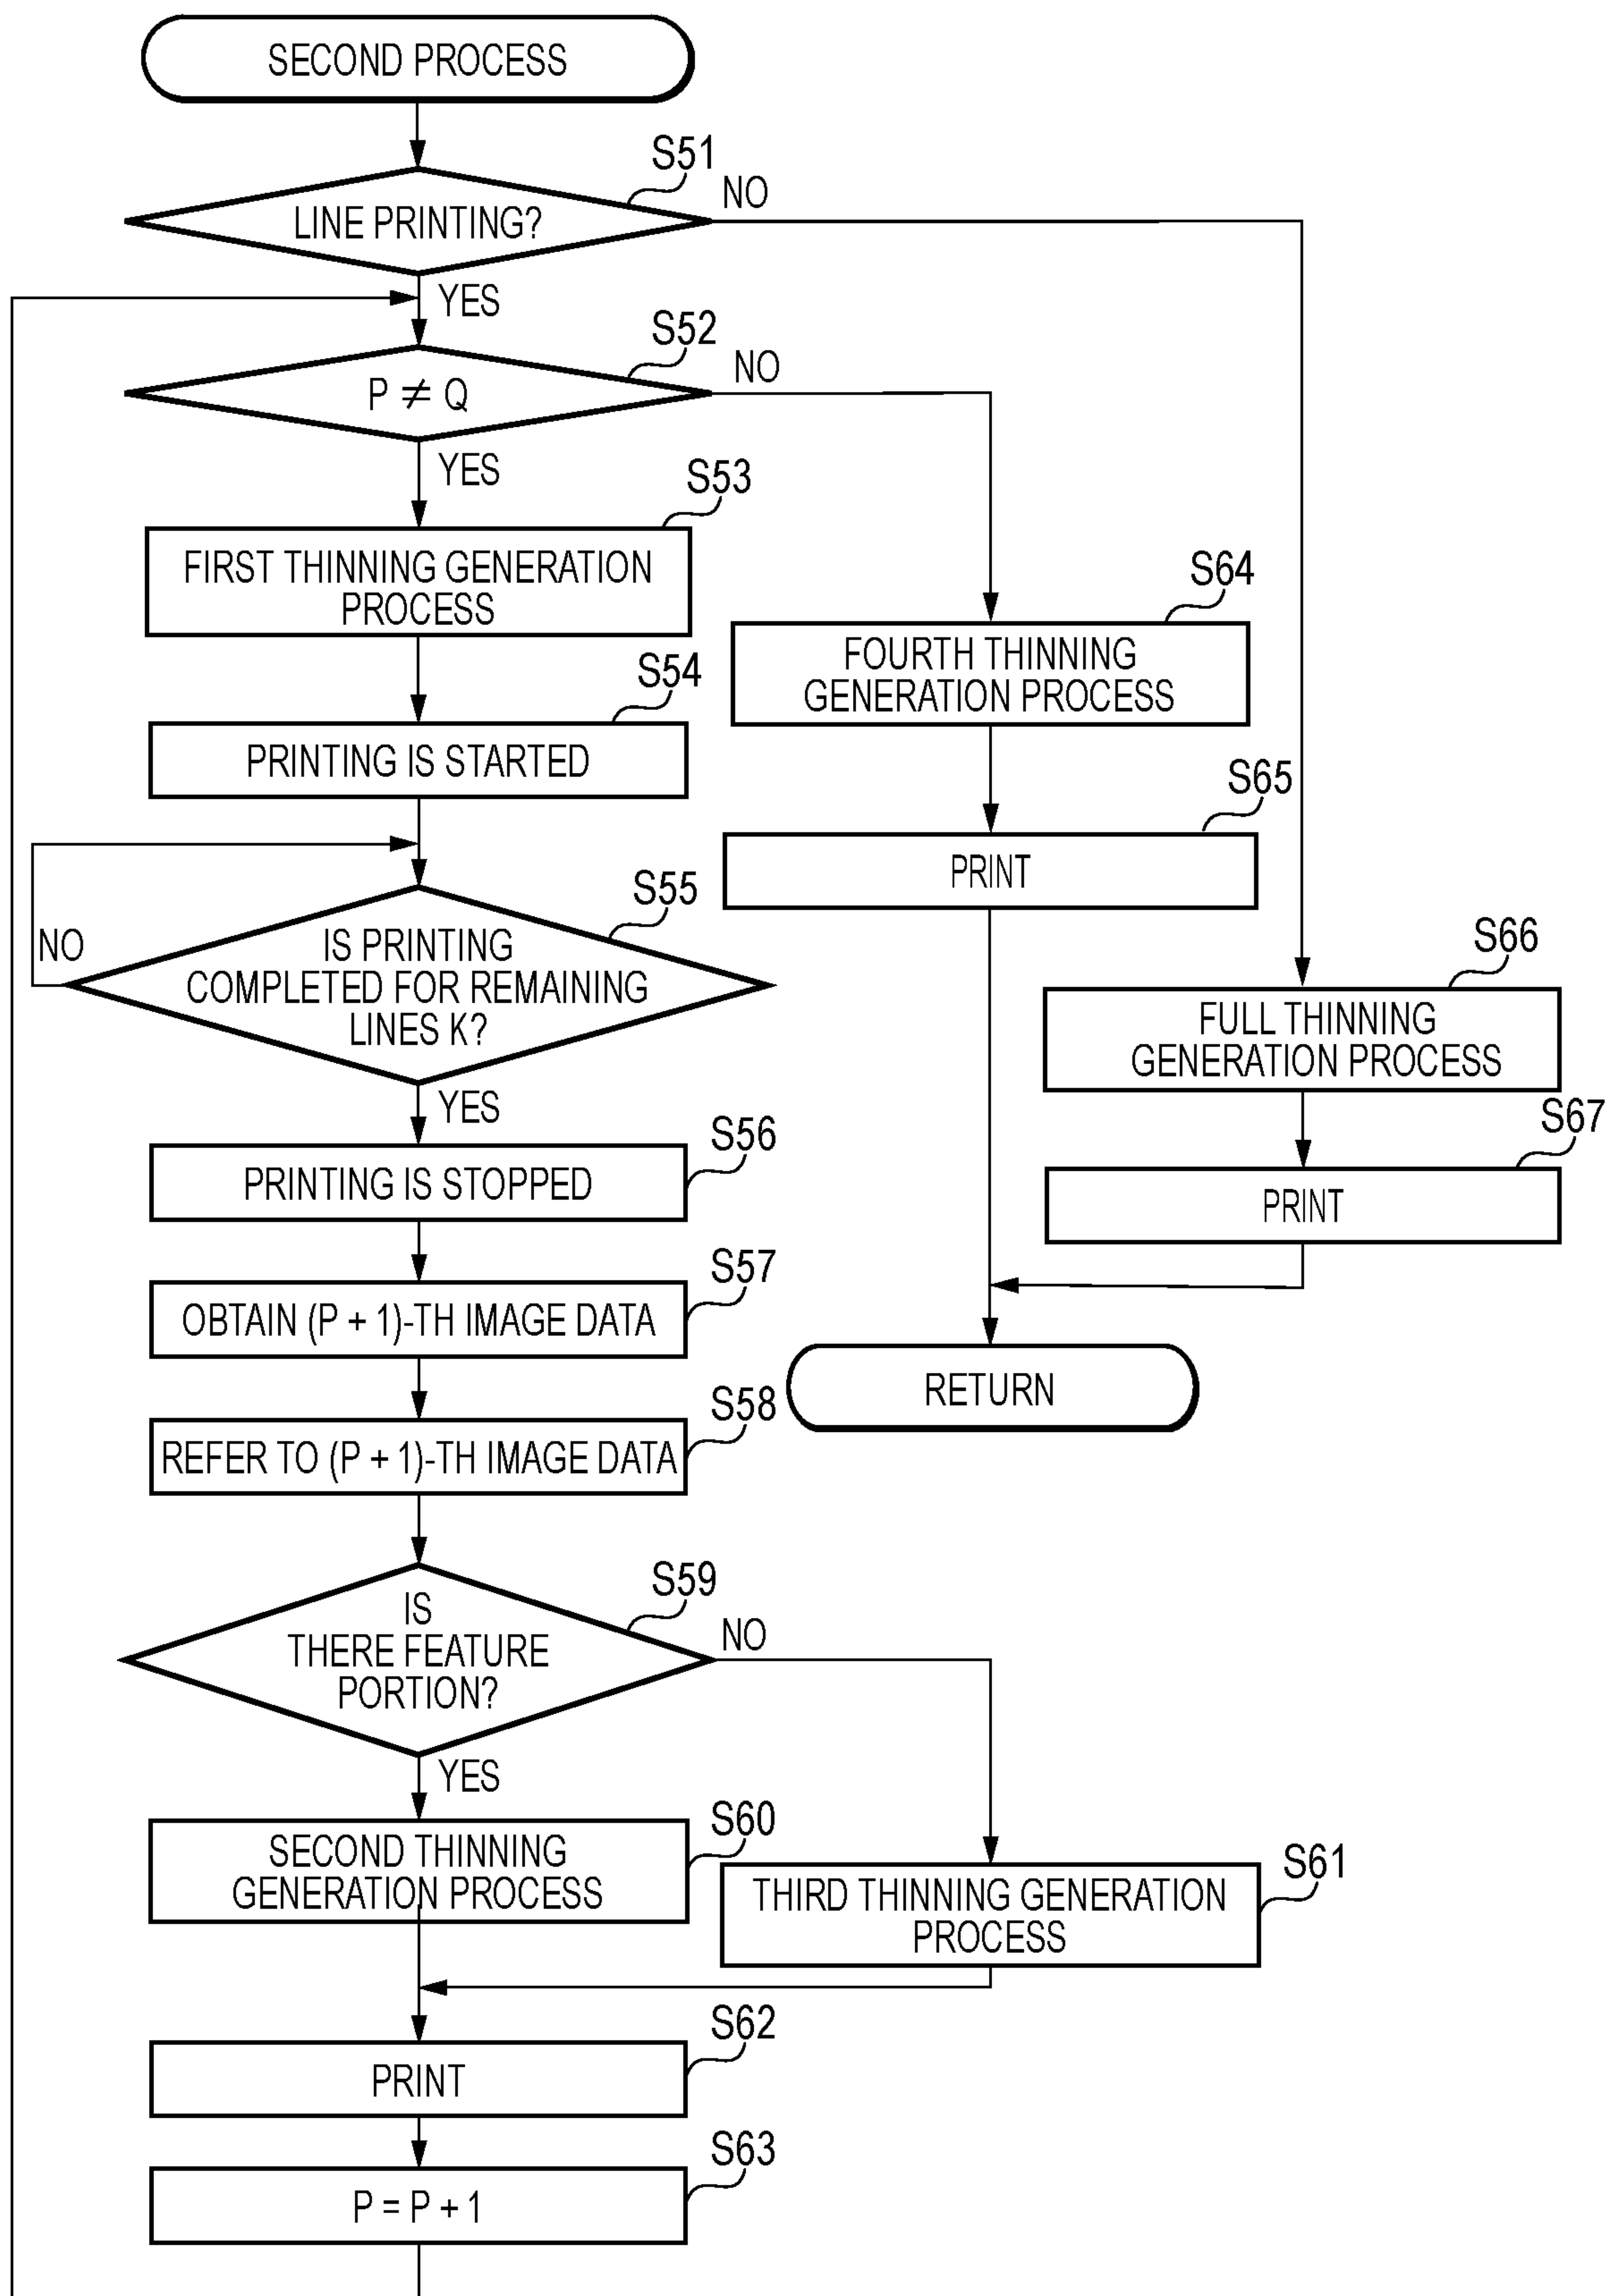 SECOND PROCESS
S51
LINE PRINTING?
NO
YES
S52
P ≠ Q
NO
YES
S53
FIRST THINNING GENERATION
PROCESS
S54
PRINTING IS STARTED
S55
IS PRINTING
COMPLETED FOR REMAINING
LINES K?
NO
YES
S56
PRINTING IS STOPPED
S57
OBTAIN (P + 1)-TH IMAGE DATA
S58
REFER TO (P + 1)-TH IMAGE DATA
S59
IS
THERE FEATURE
PORTION?
NO
YES
S60
SECOND THINNING
GENERATION PROCESS
S61
THIRD THINNING GENERATION
PROCESS
S62
PRINT
S63
P = P + 1
S64
FOURTH THINNING
GENERATION PROCESS
S65
PRINT
S66
FULL THINNING
GENERATION PROCESS
S67
PRINT
RETURN